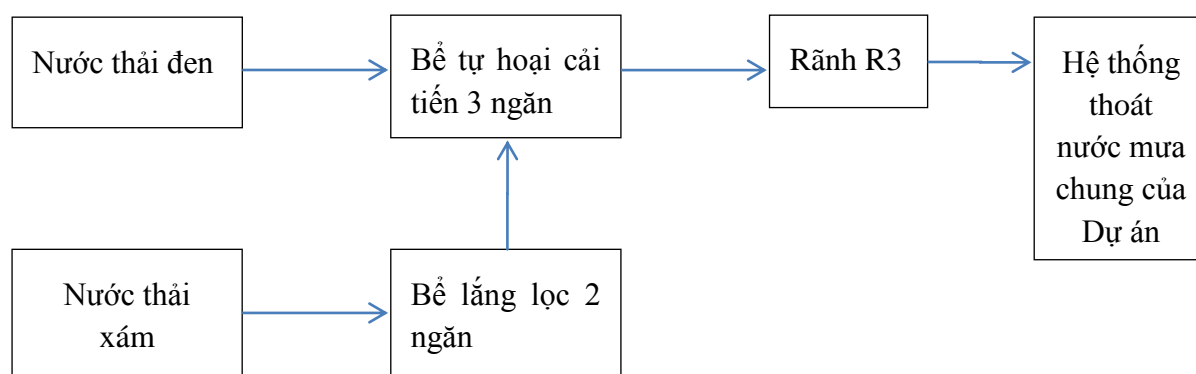 Nước thải đen
Bể tự hoại cải
tiến 3 ngăn
Rãnh R3
Hệ thống
thoát
nước mưa
chung của
Dự án
Nước thải
xám
Bể lắng lọc 2
ngăn